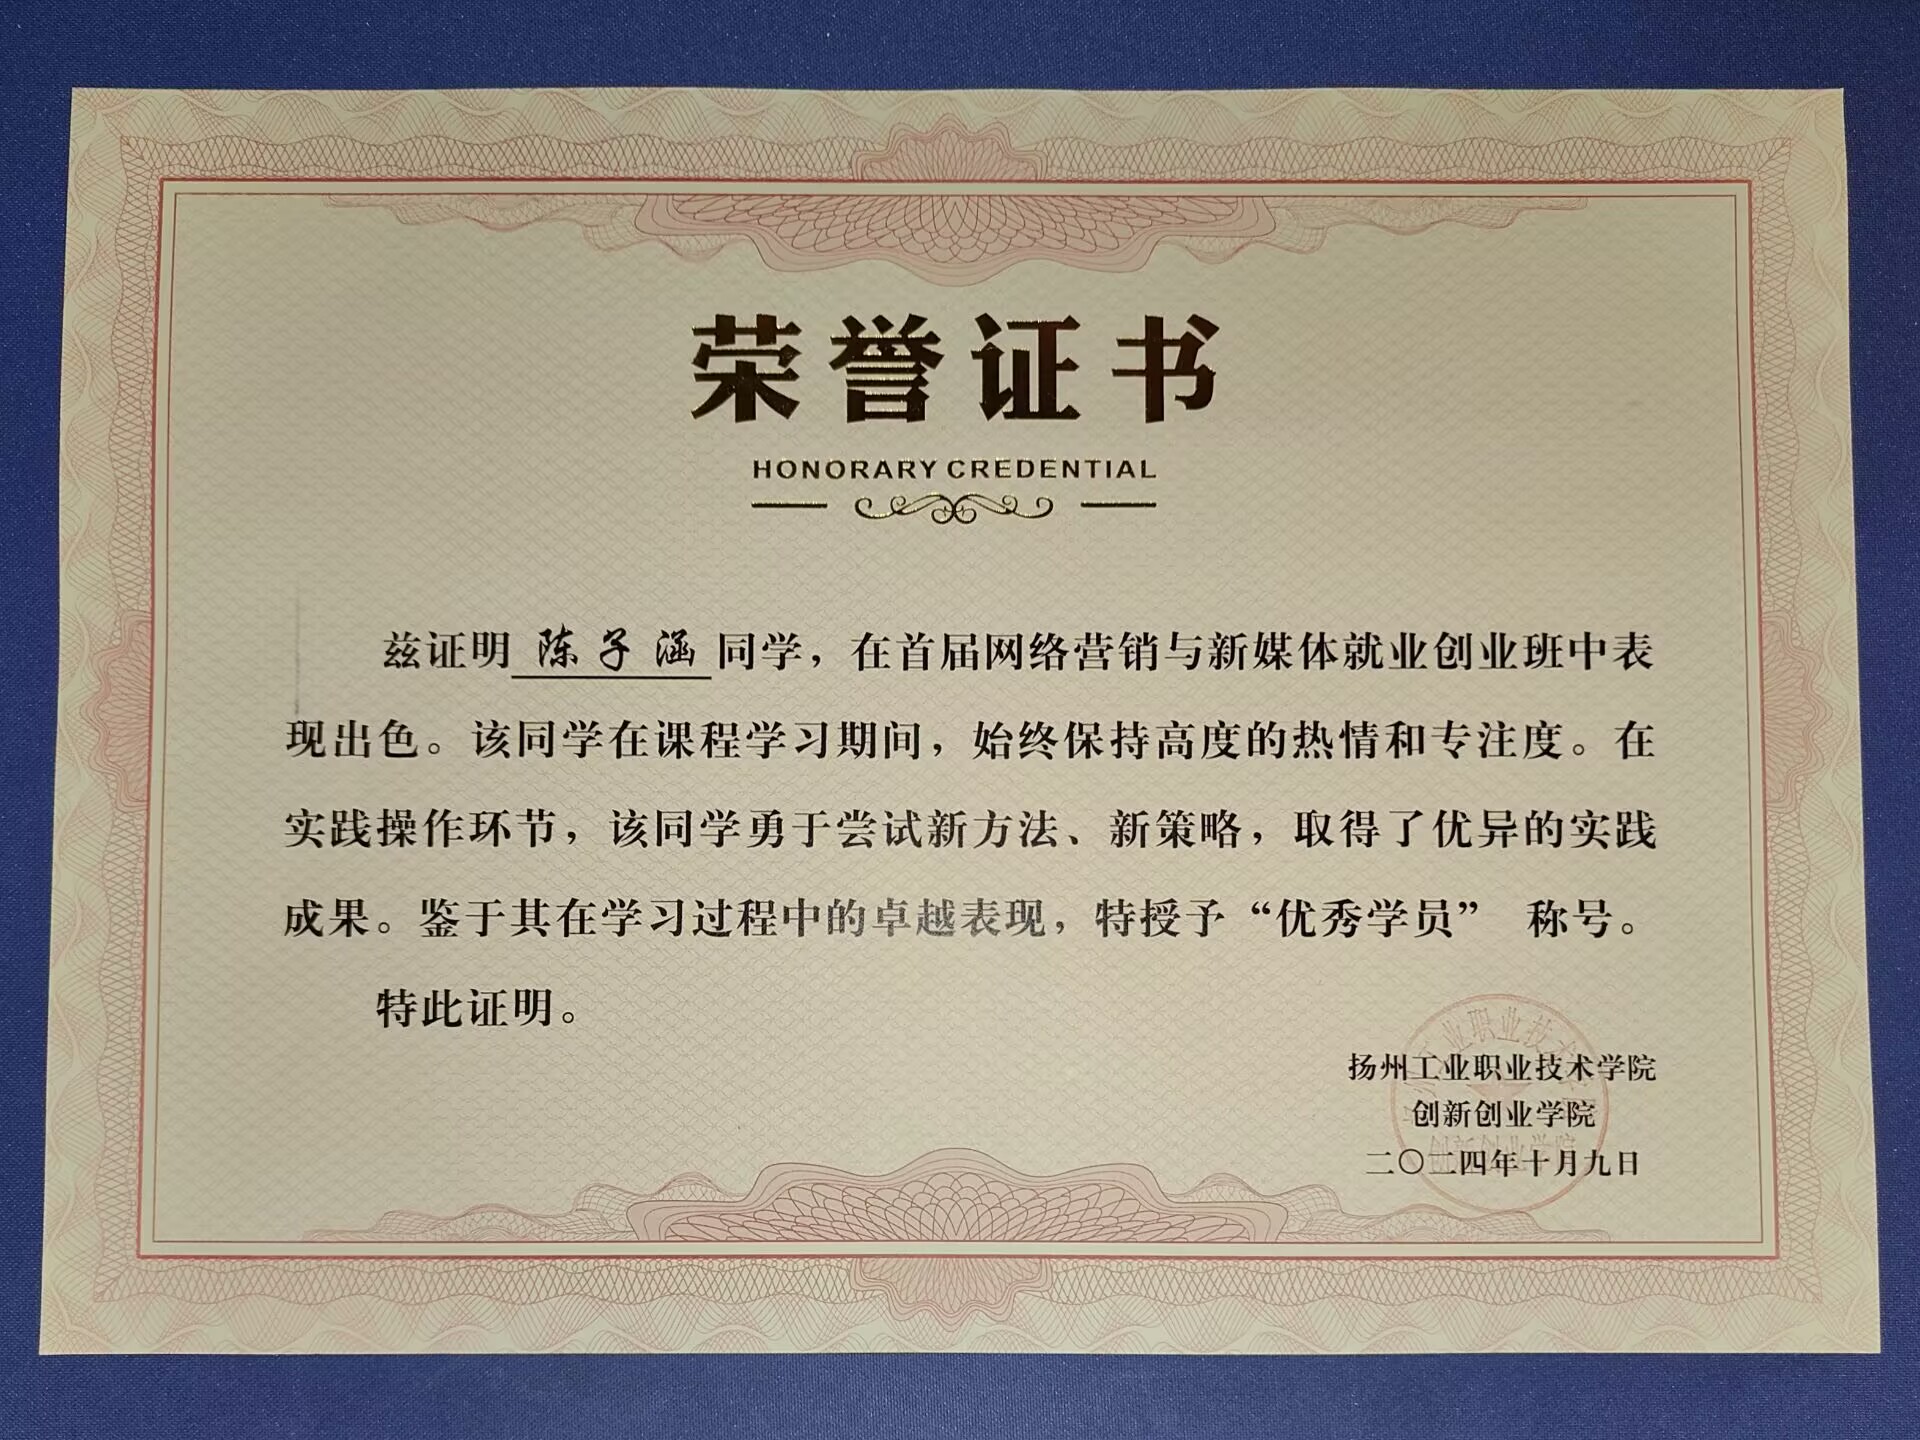 荣誉证书
HONORARY CREDENTIAL
兹证明 陈子涵 同学，在首届网络营销与新媒体就业创业班中表
现出色。该同学在课程学习期间，始终保持高度的热情和专注度。在
实践操作环节，该同学勇于尝试新方法、新策略，取得了优异的实践
成果。鉴于其在学习过程中的卓越表现，特授予“优秀学员” 称号。
特此证明。
扬州工业职业技术学院
创新创业学院
二〇二四年十月九日